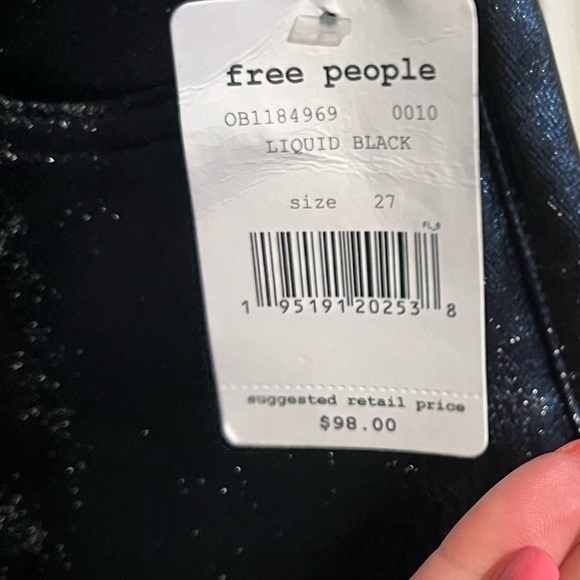 free people
OB1184969 0010
LIQUID BLACK
size 27
1 95191 20253 8
suggested retail price
$98.00